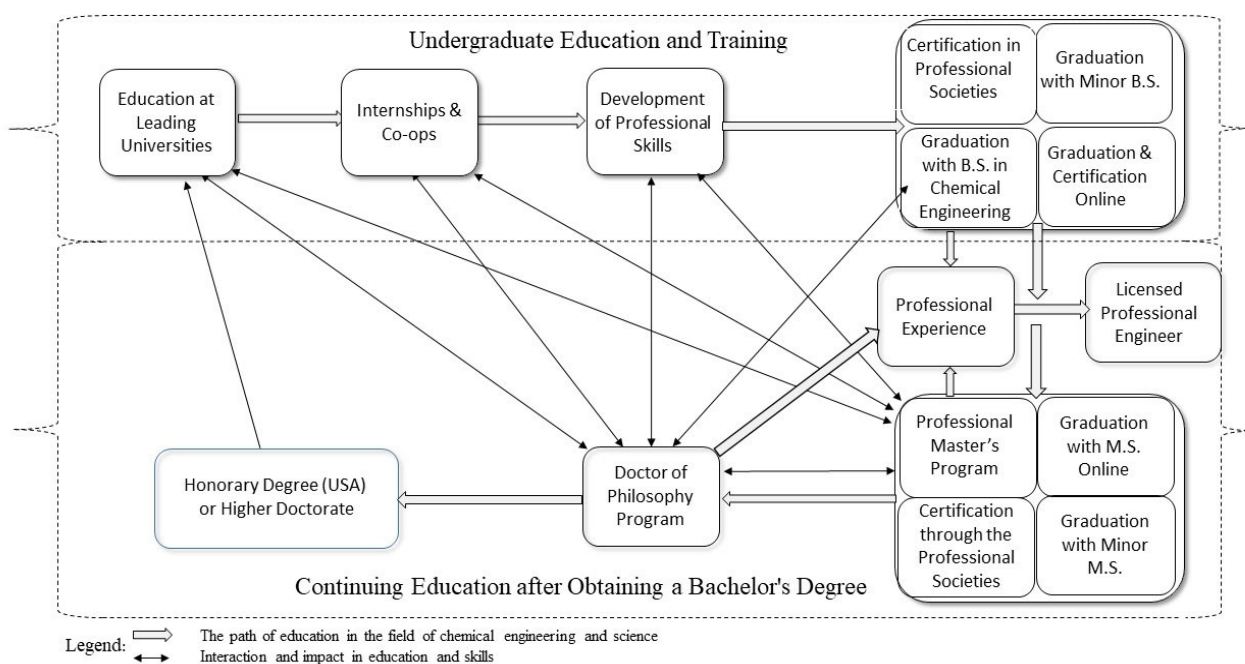 Undergraduate Education and Training
Education at
Leading
Universities
Internships &
Co-ops
Development
of Professional
Skills
Certification in
Professional
Societies
Graduation
with Minor B.S.
Graduation
with B.S. in
Chemical
Engineering
Graduation &
Certification
Online
Professional
Experience
Licensed
Professional
Engineer
Honorary Degree (USA)
or Higher Doctorate
Doctor of
Philosophy
Program
Professional
Master's
Program
Graduation
with M.S.
Online
Certification
through the
Professional
Societies
Graduation
with Minor
M.S.
Continuing Education after Obtaining a Bachelor's Degree
Legend:
The path of education in the field of chemical engineering and science
Interaction and impact in education and skills